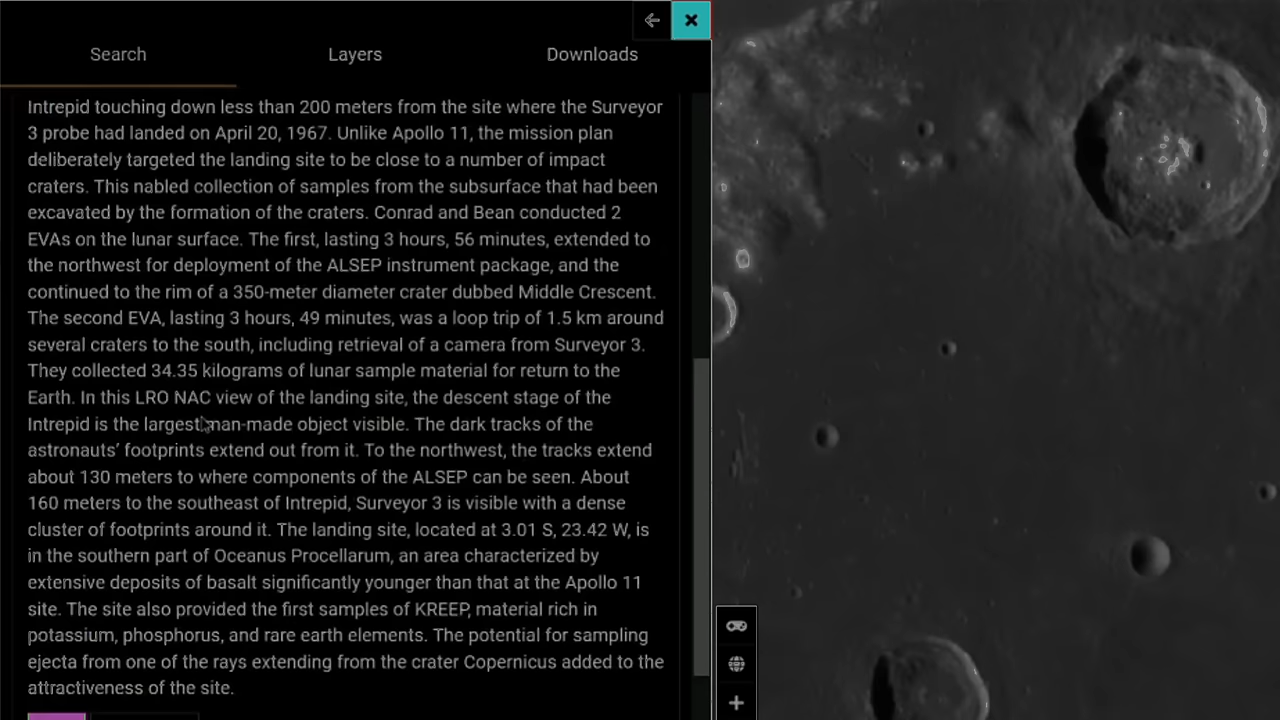 Search
Layers
Downloads
Intrepid touching down less than 200 meters from the site where the Surveyor
3 probe had landed on April 20, 1967. Unlike Apollo 11, the mission plan
deliberately targeted the landing site to be close to a number of impact
craters. This nabled collection of samples from the subsurface that had been
excavated by the formation of the craters. Conrad and Bean conducted 2
EVAs on the lunar surface. The first, lasting 3 hours, 56 minutes, extended to
the northwest for deployment of the ALSEP instrument package, and the
continued to the rim of a 350-meter diameter crater dubbed Middle Crescent.
The second EVA, lasting 3 hours, 49 minutes, was a loop trip of 1.5 km around
several craters to the south, including retrieval of a camera from Surveyor 3.
They collected 34.35 kilograms of lunar sample material for return to the
Earth. In this LRO NAC view of the landing site, the descent stage of the
Intrepid is the largest man-made object visible. The dark tracks of the
astronauts’ footprints extend out from it. To the northwest, the tracks extend
about 130 meters to where components of the ALSEP can be seen. About
160 meters to the southeast of Intrepid, Surveyor 3 is visible with a dense
cluster of footprints around it. The landing site, located at 3.01 S, 23.42 W, is
in the southern part of Oceanus Procellarum, an area characterized by
extensive deposits of basalt significantly younger than that at the Apollo 11
site. The site also provided the first samples of KREEP, material rich in
potassium, phosphorus, and rare earth elements. The potential for sampling
ejecta from one of the rays extending from the crater Copernicus added to the
attractiveness of the site.